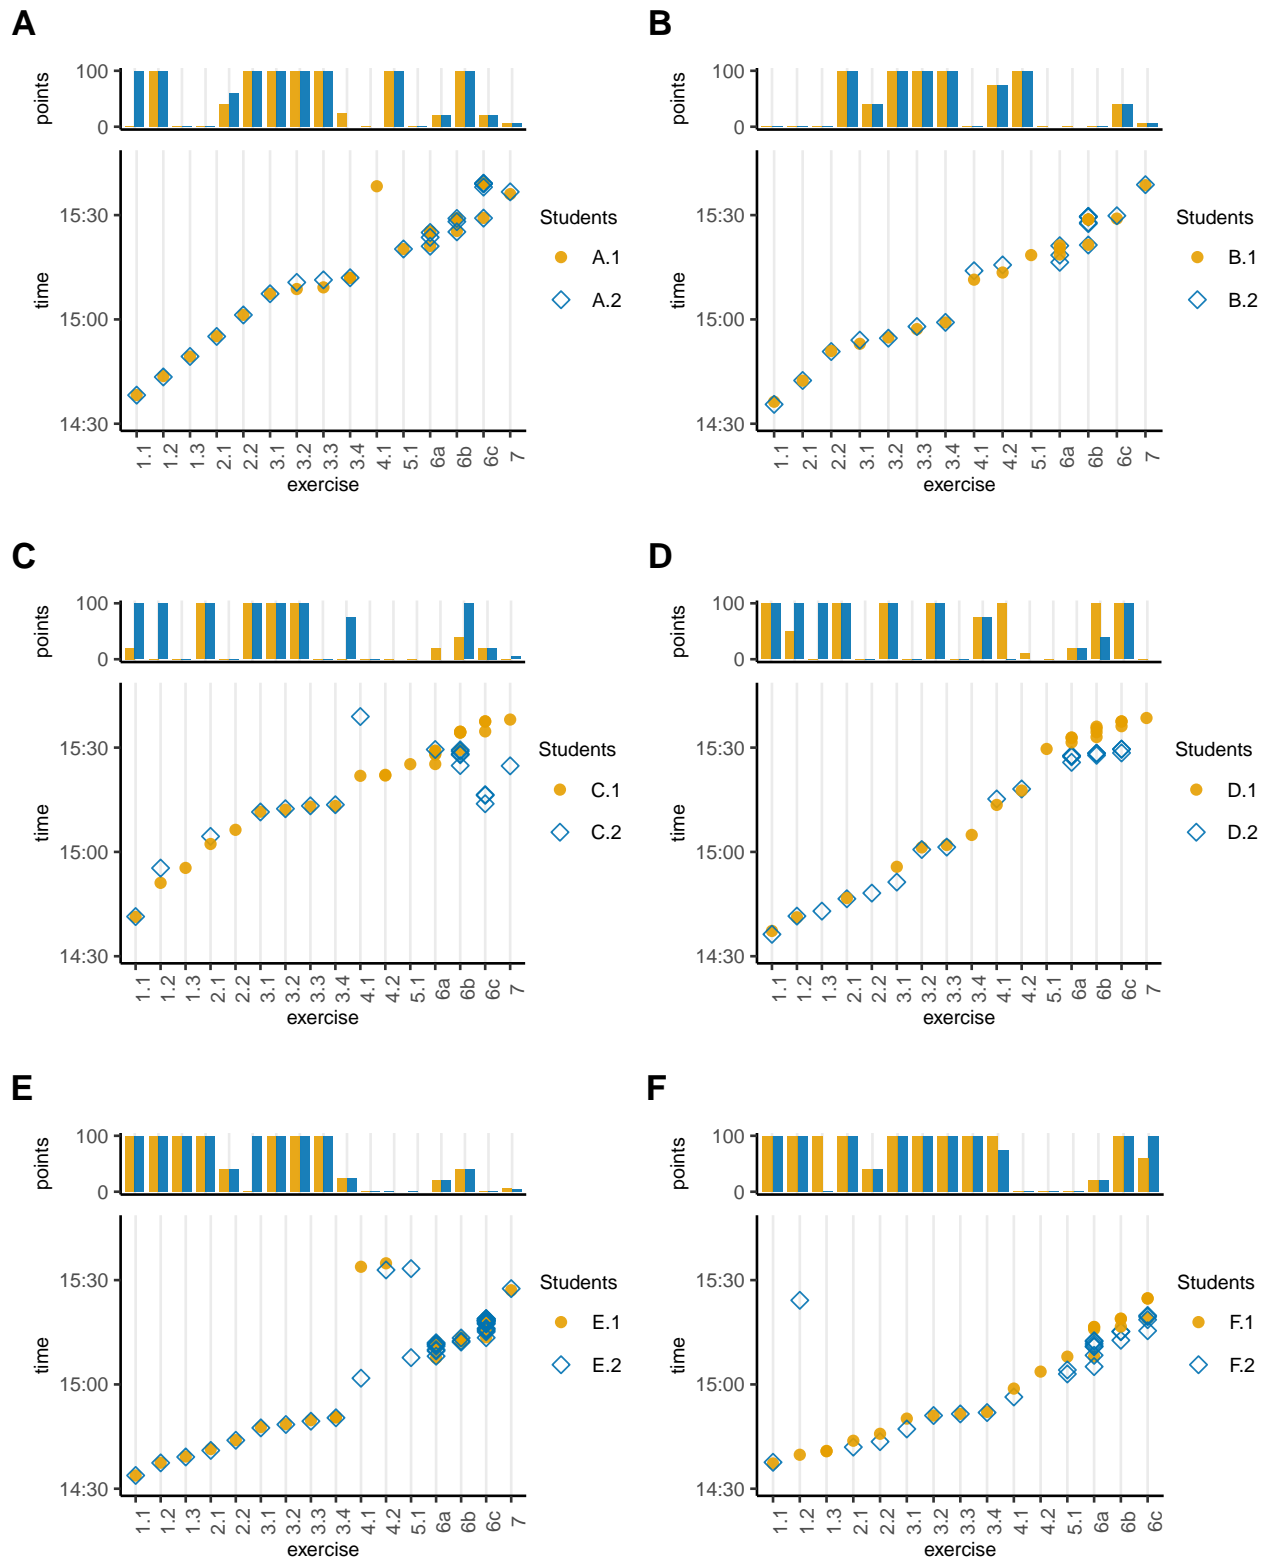 A
points
100
0
time
15:30
15:00
14:30
1.1 1.2 1.3 2.1 2.2 3.1 3.2 3.3 3.4 4.1 5.1 6a 6b 6c 7
exercise
Students
A.1
A.2
B
points
100
0
time
15:30
15:00
14:30
1.1 2.1 2.2 3.1 3.2 3.3 3.4 4.1 4.2 5.1 6a 6b 6c 7
exercise
Students
B.1
B.2
C
points
100
0
time
15:30
15:00
14:30
1.1 1.2 1.3 2.1 2.2 3.1 3.2 3.3 3.4 4.1 4.2 5.1 6a 6b 6c 7
exercise
Students
C.1
C.2
D
points
100
0
time
15:30
15:00
14:30
1.1 1.2 1.3 2.1 2.2 3.1 3.2 3.3 3.4 4.1 4.2 5.1 6a 6b 6c 7
exercise
Students
D.1
D.2
E
points
100
0
time
15:30
15:00
14:30
1.1 1.2 1.3 2.1 2.2 3.1 3.2 3.3 3.4 4.1 4.2 5.1 6a 6b 6c 7
exercise
Students
E.1
E.2
F
points
100
0
time
15:30
15:00
14:30
1.1 1.2 1.3 2.1 2.2 3.1 3.2 3.3 3.4 4.1 4.2 5.1 6a 6b 6c
exercise
Students
F.1
F.2